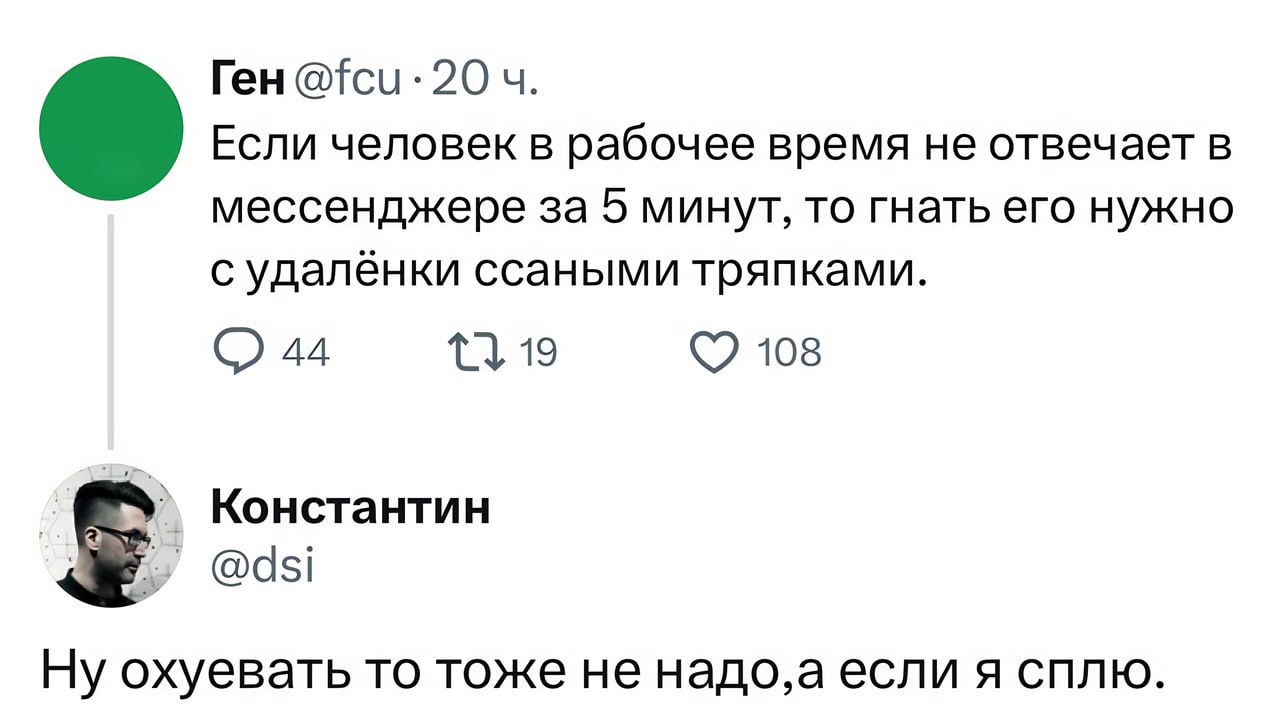 Ген @fcu · 20 ч.
Если человек в рабочее время не отвечает в
мессенджере за 5 минут, то гнать его нужно
с удалёнки ссаными тряпками.
44 19 108
Константин
@dsi
Ну охуевать то тоже не надо,а если я сплю.